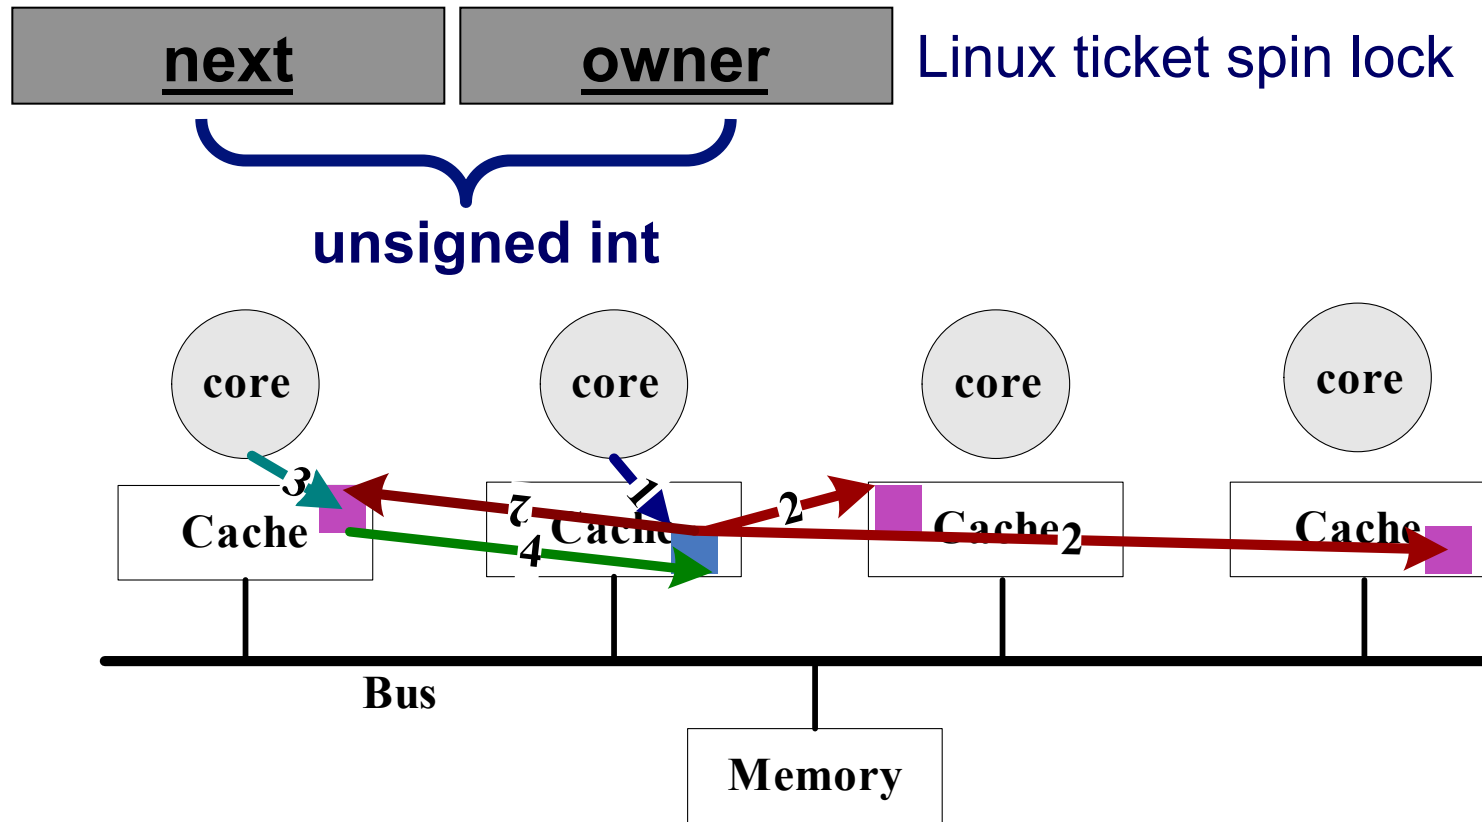 next owner Linux ticket spin lock
unsigned int
core core core core
3 1 2 2
Cache Cache Cache Cache
4 2
Bus
Memory